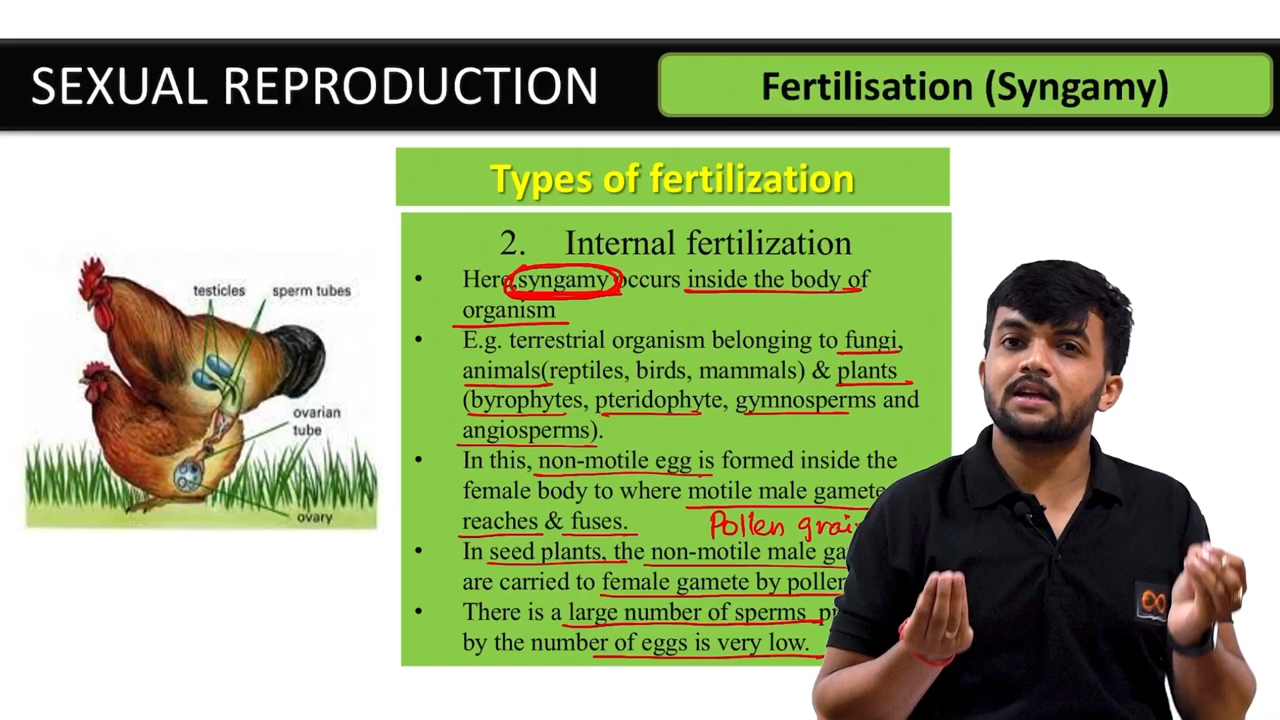 SEXUAL REPRODUCTION
Fertilisation (Syngamy)
Types of fertilization
2. Internal fertilization
• Here,syngamy occurs inside the body of
organism
• E.g. terrestrial organism belonging to fungi,
animals(reptiles, birds, mammals) & plants
(byrophytes, pteridophyte, gymnosperms and
angiosperms).
• In this, non-motile egg is formed inside the
female body to where motile male gamete
reaches & fuses.
Pollen grain
• In seed plants, the non-motile male
are carried to female gamete by pollen
• There is a large number of sperms
by the number of eggs is very low.
testicles
sperm tubes
ovarian
tube
ovary